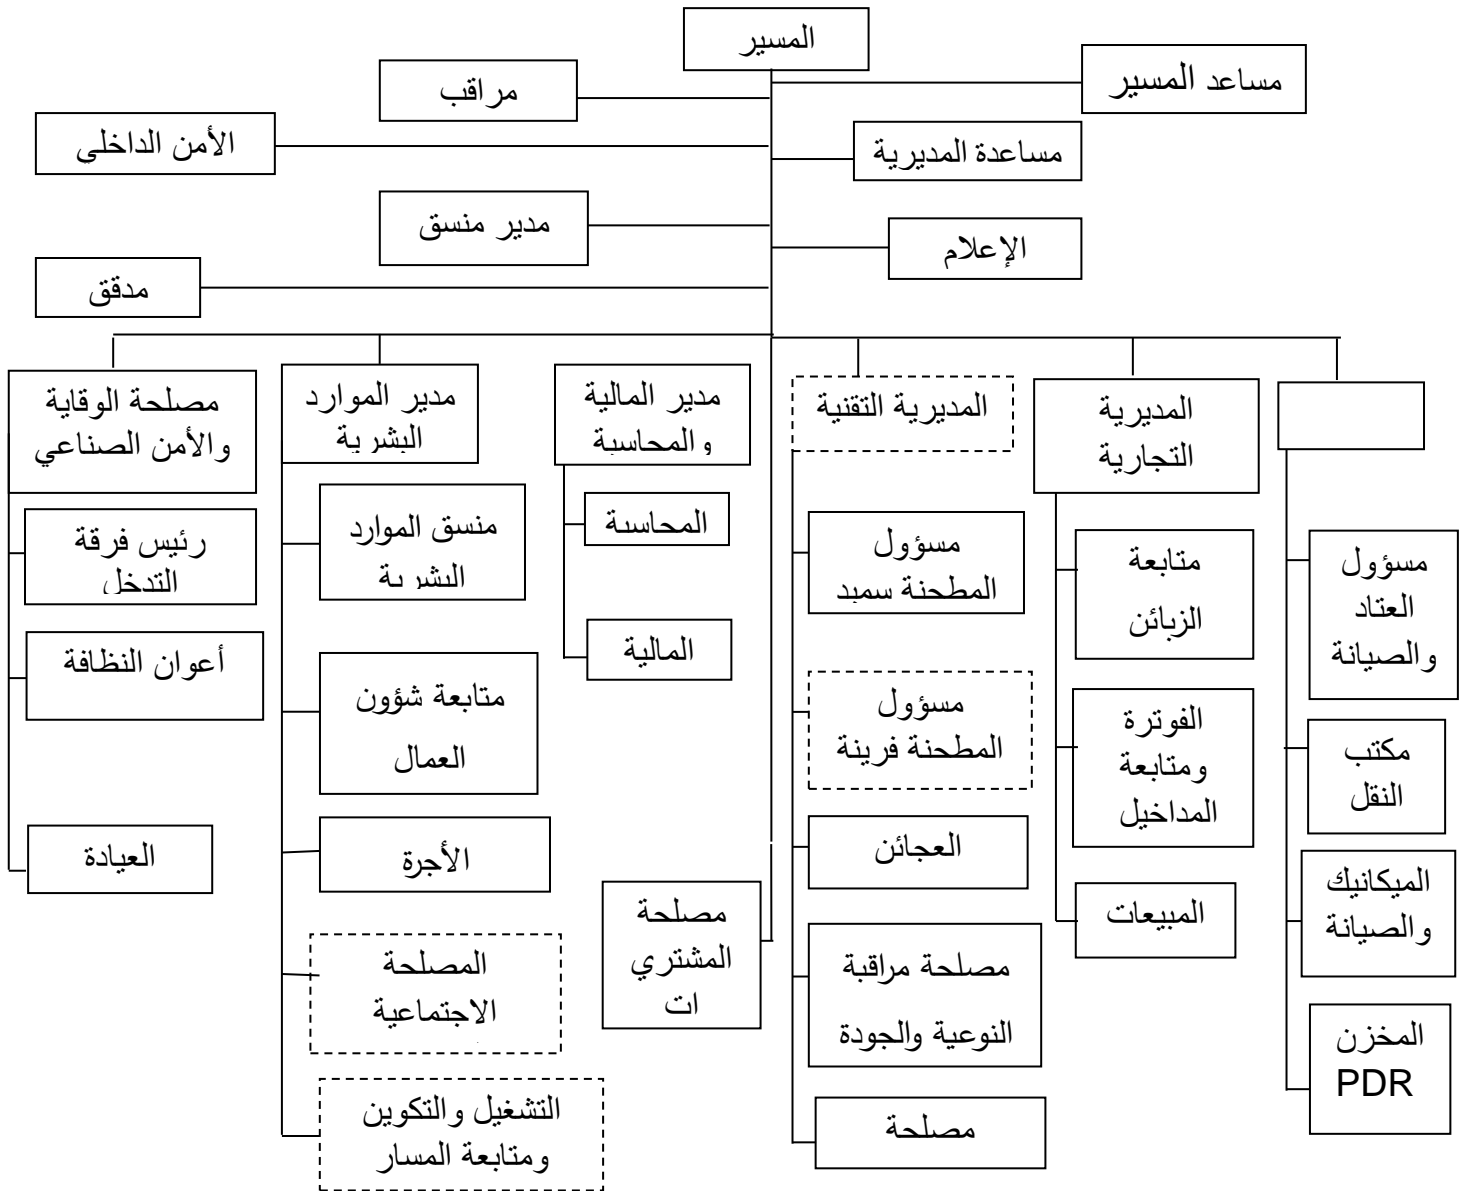 المسير
مساعد المسير
مراقب
الأمن الداخلي
مساعدة المديرية
مدير منسق
الإعلام
مدقق
المديرية
التجارية
المديرية التقنية
مدير المالية
والمحاسبة
مدير الموارد
البشرية
مصلحة الوقاية
والأمن الصناعي
مسؤول
العتاد
والصيانة
مكتب
النقل
الميكانيك
والصيانة
المخزن
PDR
متابعة
الزبائن
الفوترة
ومتابعة
المداخيل
المبيعات
مسؤول
المطحنة سميد
مسؤول
المطحنة فرينة
العجائن
مصلحة مراقبة
النوعية والجودة
مصلحة
مصلحة
المشتري
ات
المحاسبة
المالية
منسق الموارد
البشرية
متابعة شؤون
العمال
الأجرة
المصلحة
الاجتماعية
التشغيل والتكوين
ومتابعة المسار
رئيس فرقة
التدخل
أعوان النظافة
العيادة